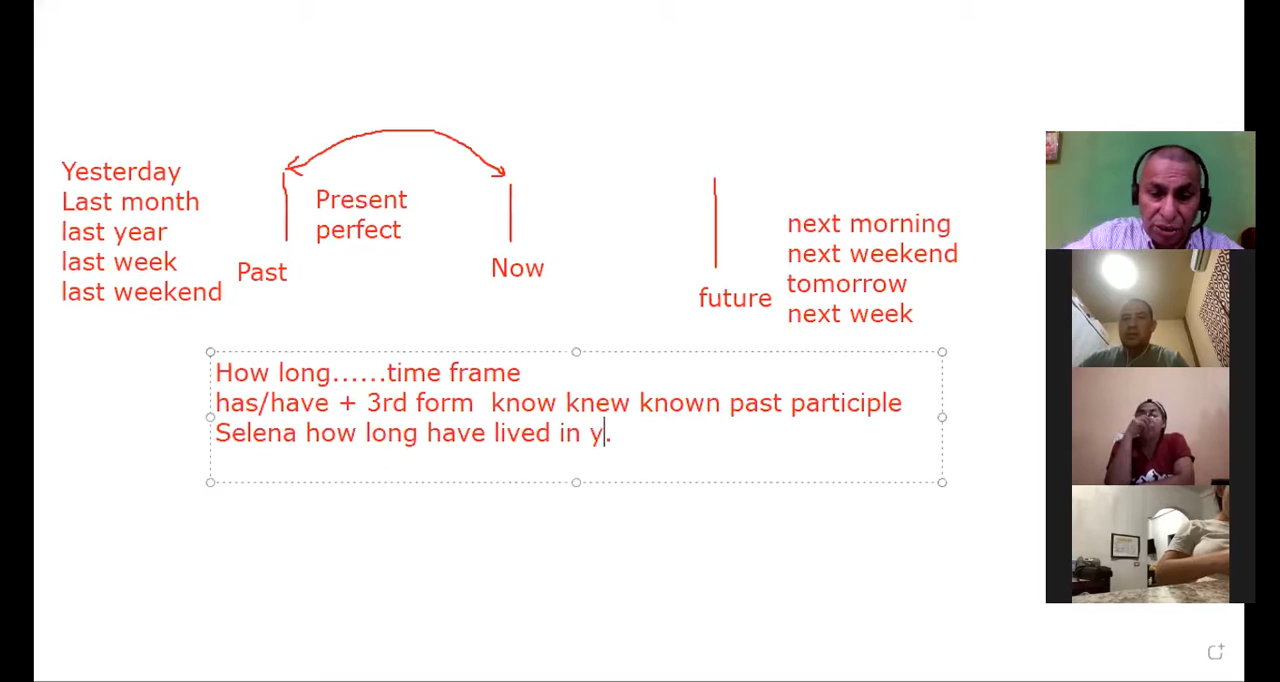 Yesterday
Last month
last year
last week
last weekend
Past
Present
perfect
Now
future
next morning
next weekend
tomorrow
next week
How long......time frame
has/have + 3rd form  know knew known past participle
Selena how long have lived in y.